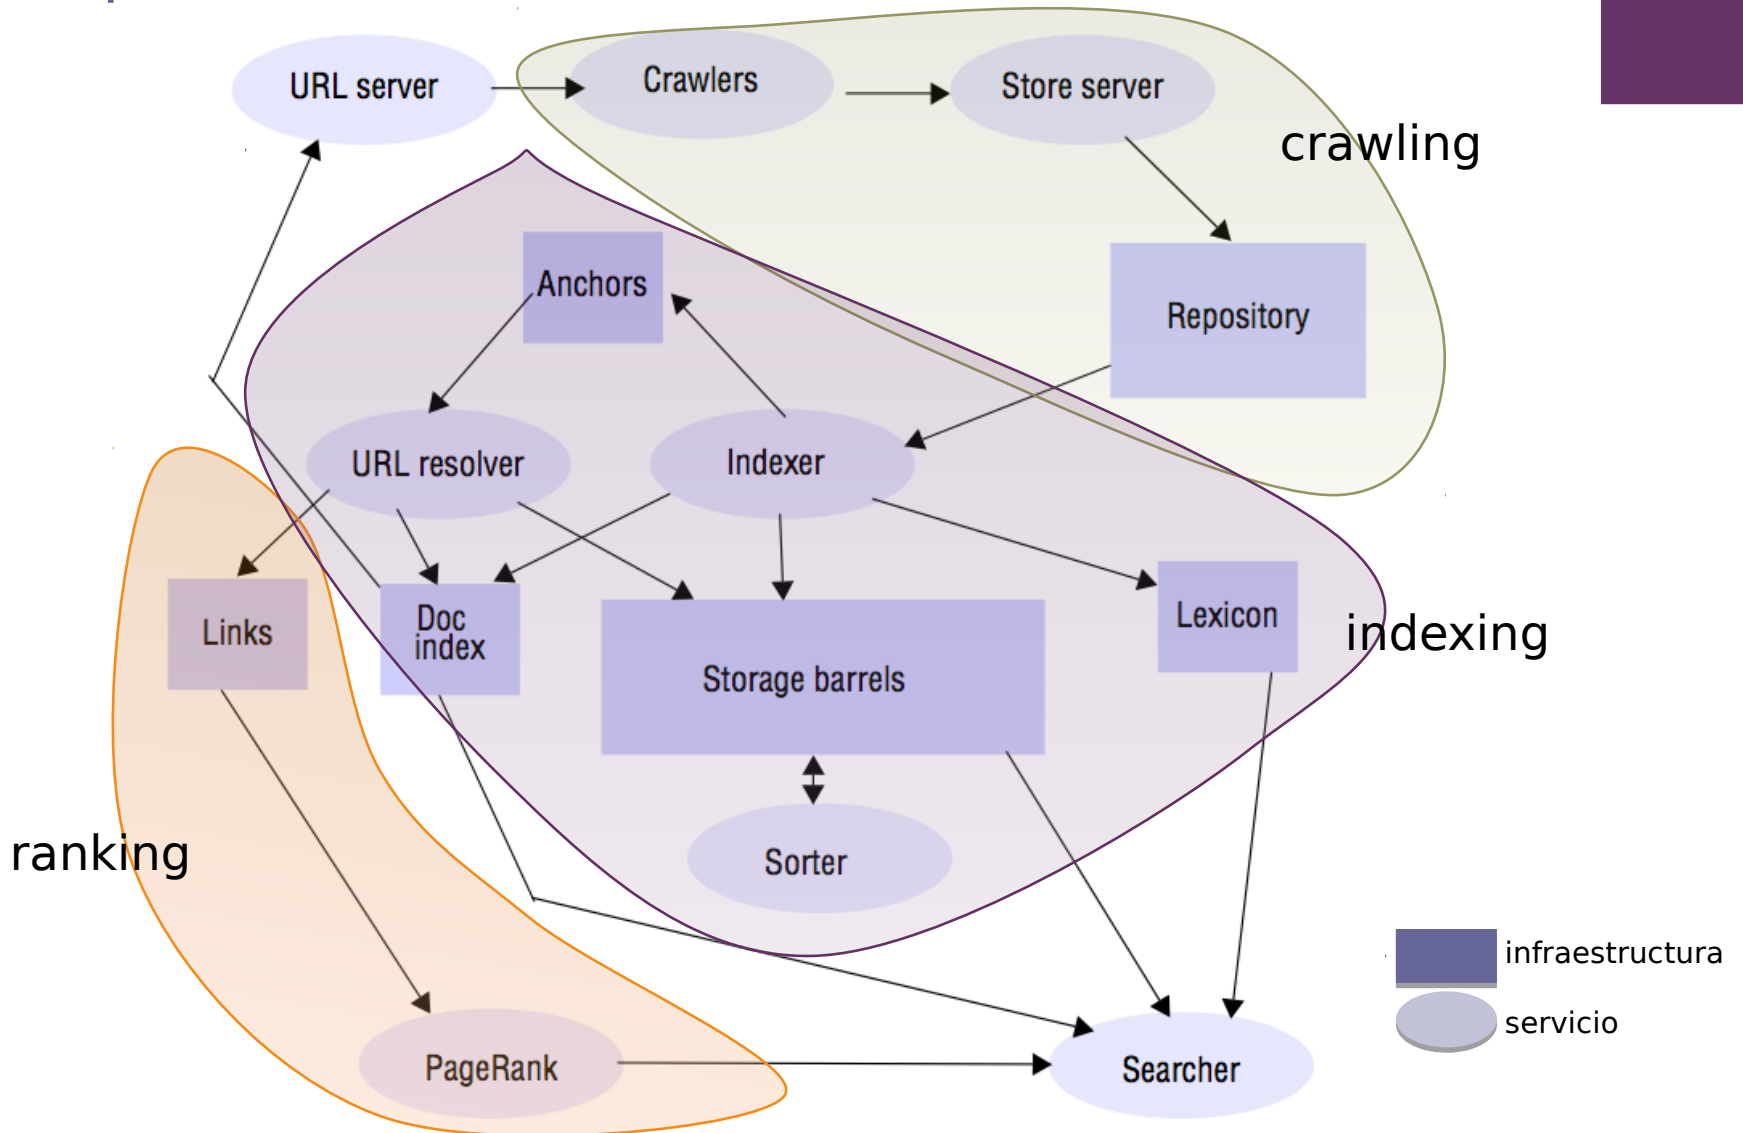 URL server
Crawlers
Store server
crawling
Anchors
Repository
URL resolver
Indexer
Links
Doc
index
Storage barrels
Lexicon
indexing
ranking
Sorter
infraestructura
servicio
PageRank
Searcher